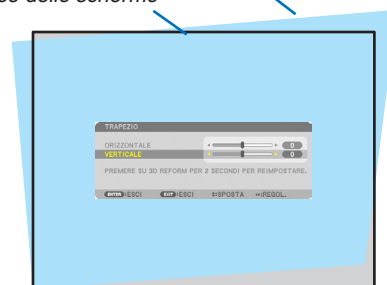 dello schermo
TRAPEZIO
ORIZZONTALE 0
VERTICALE 0
PREMERE SU 3D REFORM PER 2 SECONDI PER REIMPOSTARE.
ENTER :ESCI EXIT :ESCI ↕:SPOSTA ↔:REGOL.